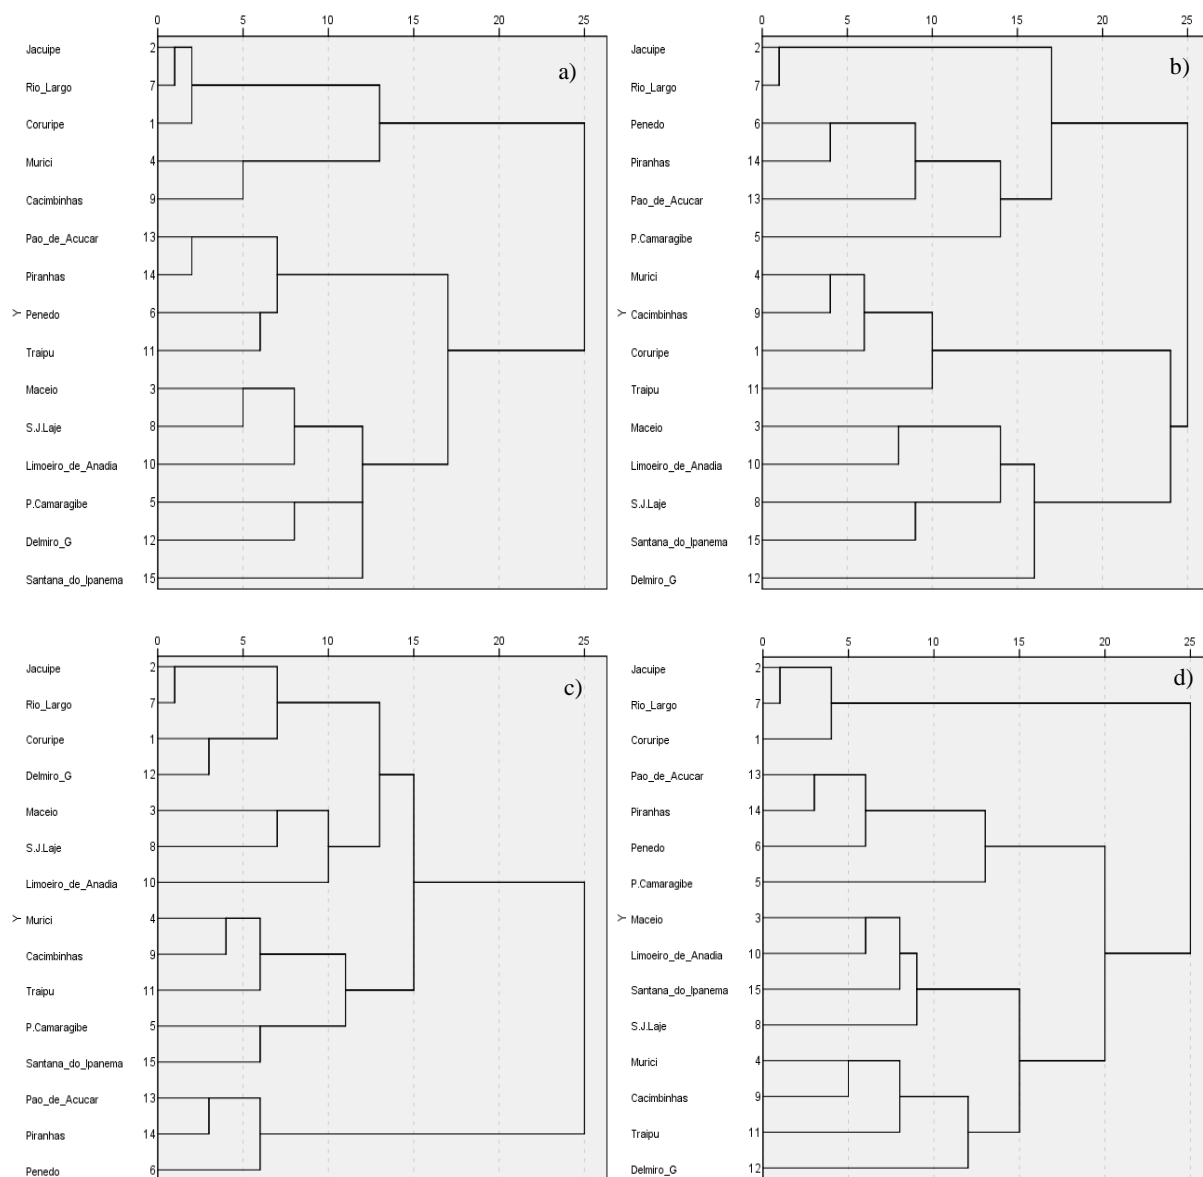 0 5 10 15 20 25
a)
Jacuipe 2
Rio_Largo 7
Coruripe 1
Murici 4
Cacimbinhas 9
Pao_de_Acucar 13
Piranhas 14
Y Penedo 6
Traipu 11
Maceio 3
S.J.Laje 8
Limoeiro_de_Anadia 10
P.Camaragibe 5
Delmiro_G 12
Santana_do_Ipanema 15
0 5 10 15 20 25
b)
Jacuipe 2
Rio_Largo 7
Penedo 6
Piranhas 14
Pao_de_Acucar 13
P.Camaragibe 5
Murici 4
Y Cacimbinhas 9
Coruripe 1
Traipu 11
Maceio 3
Limoeiro_de_Anadia 10
S.J.Laje 8
Santana_do_Ipanema 15
Delmiro_G 12
0 5 10 15 20 25
c)
Jacuipe 2
Rio_Largo 7
Coruripe 1
Delmiro_G 12
Maceio 3
S.J.Laje 8
Limoeiro_de_Anadia 10
Y Murici 4
Cacimbinhas 9
Traipu 11
P.Camaragibe 5
Santana_do_Ipanema 15
Pao_de_Acucar 13
Piranhas 14
Penedo 6
0 5 10 15 20 25
d)
Jacuipe 2
Rio_Largo 7
Coruripe 1
Pao_de_Acucar 13
Piranhas 14
Penedo 6
P.Camaragibe 5
Y Maceio 3
Limoeiro_de_Anadia 10
Santana_do_Ipanema 15
S.J.Laje 8
Murici 4
Cacimbinhas 9
Traipu 11
Delmiro_G 12